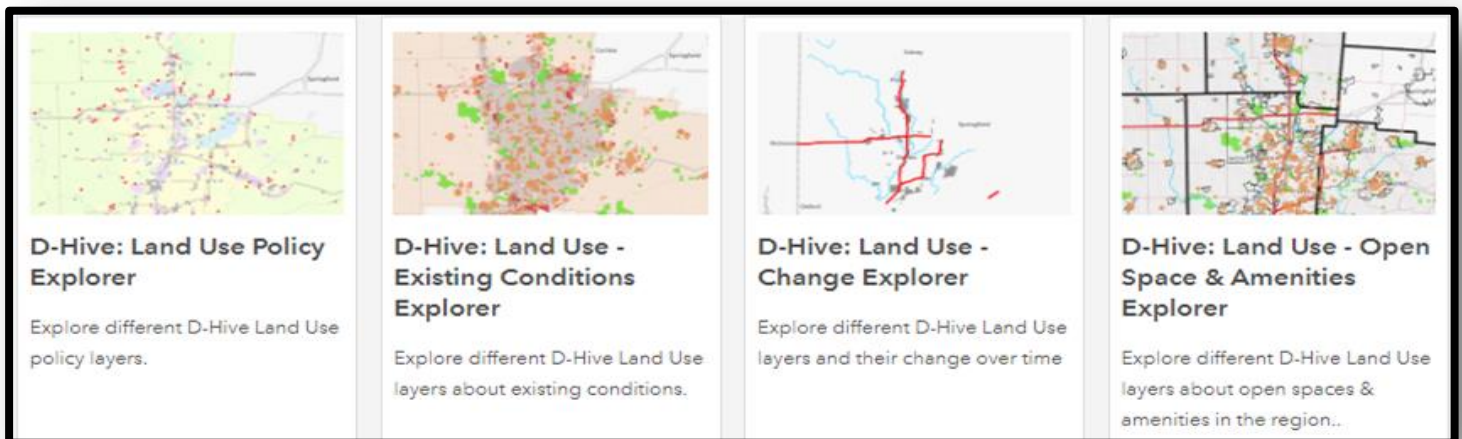 D-Hive: Land Use Policy
Explorer
Explore different D-Hive Land Use
policy layers.
D-Hive: Land Use -
Existing Conditions
Explorer
Explore different D-Hive Land Use
layers about existing conditions.
Springfield
D-Hive: Land Use -
Change Explorer
Explore different D-Hive Land Use
layers and their change over time
D-Hive: Land Use - Open
Space & Amenities
Explorer
Explore different D-Hive Land Use
layers about open spaces &
amenities in the region..